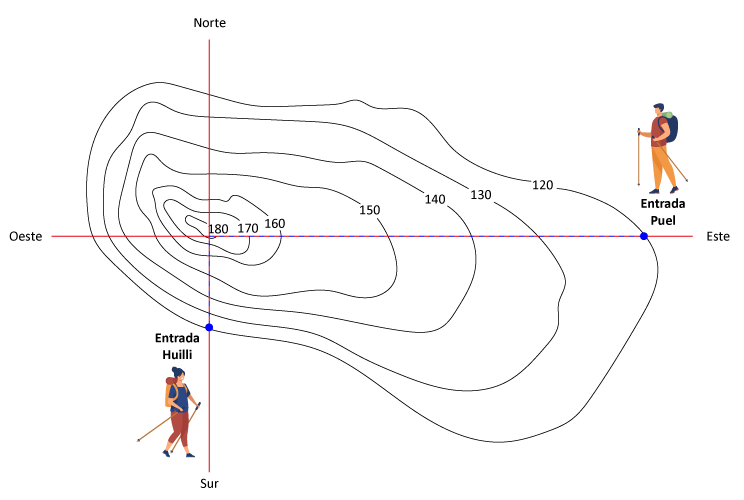 Norte
120
130
140
150
160
170
180
Entrada
Puel
Oeste
Este
Entrada
Huilli
Sur